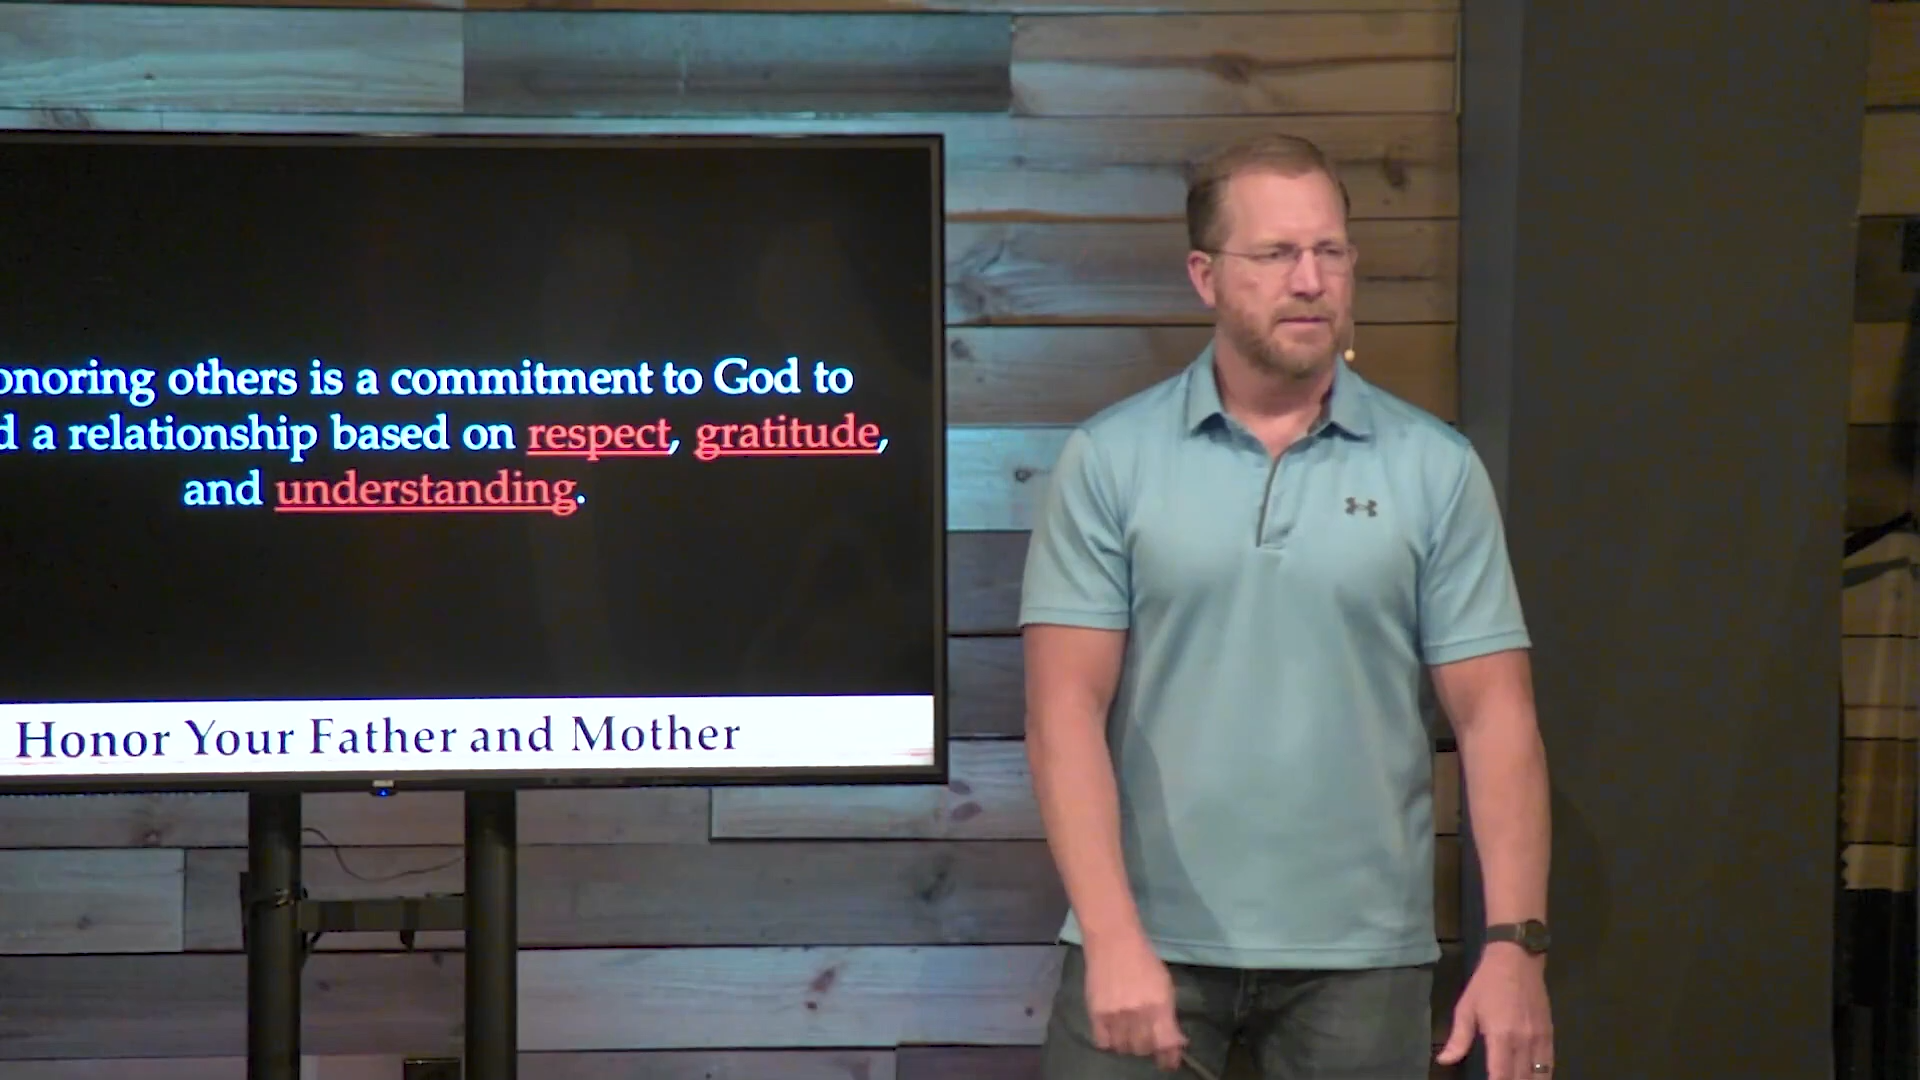 onoring others is a commitment to God to
d a relationship based on respect, gratitude,
and understanding.
Honor Your Father and Mother